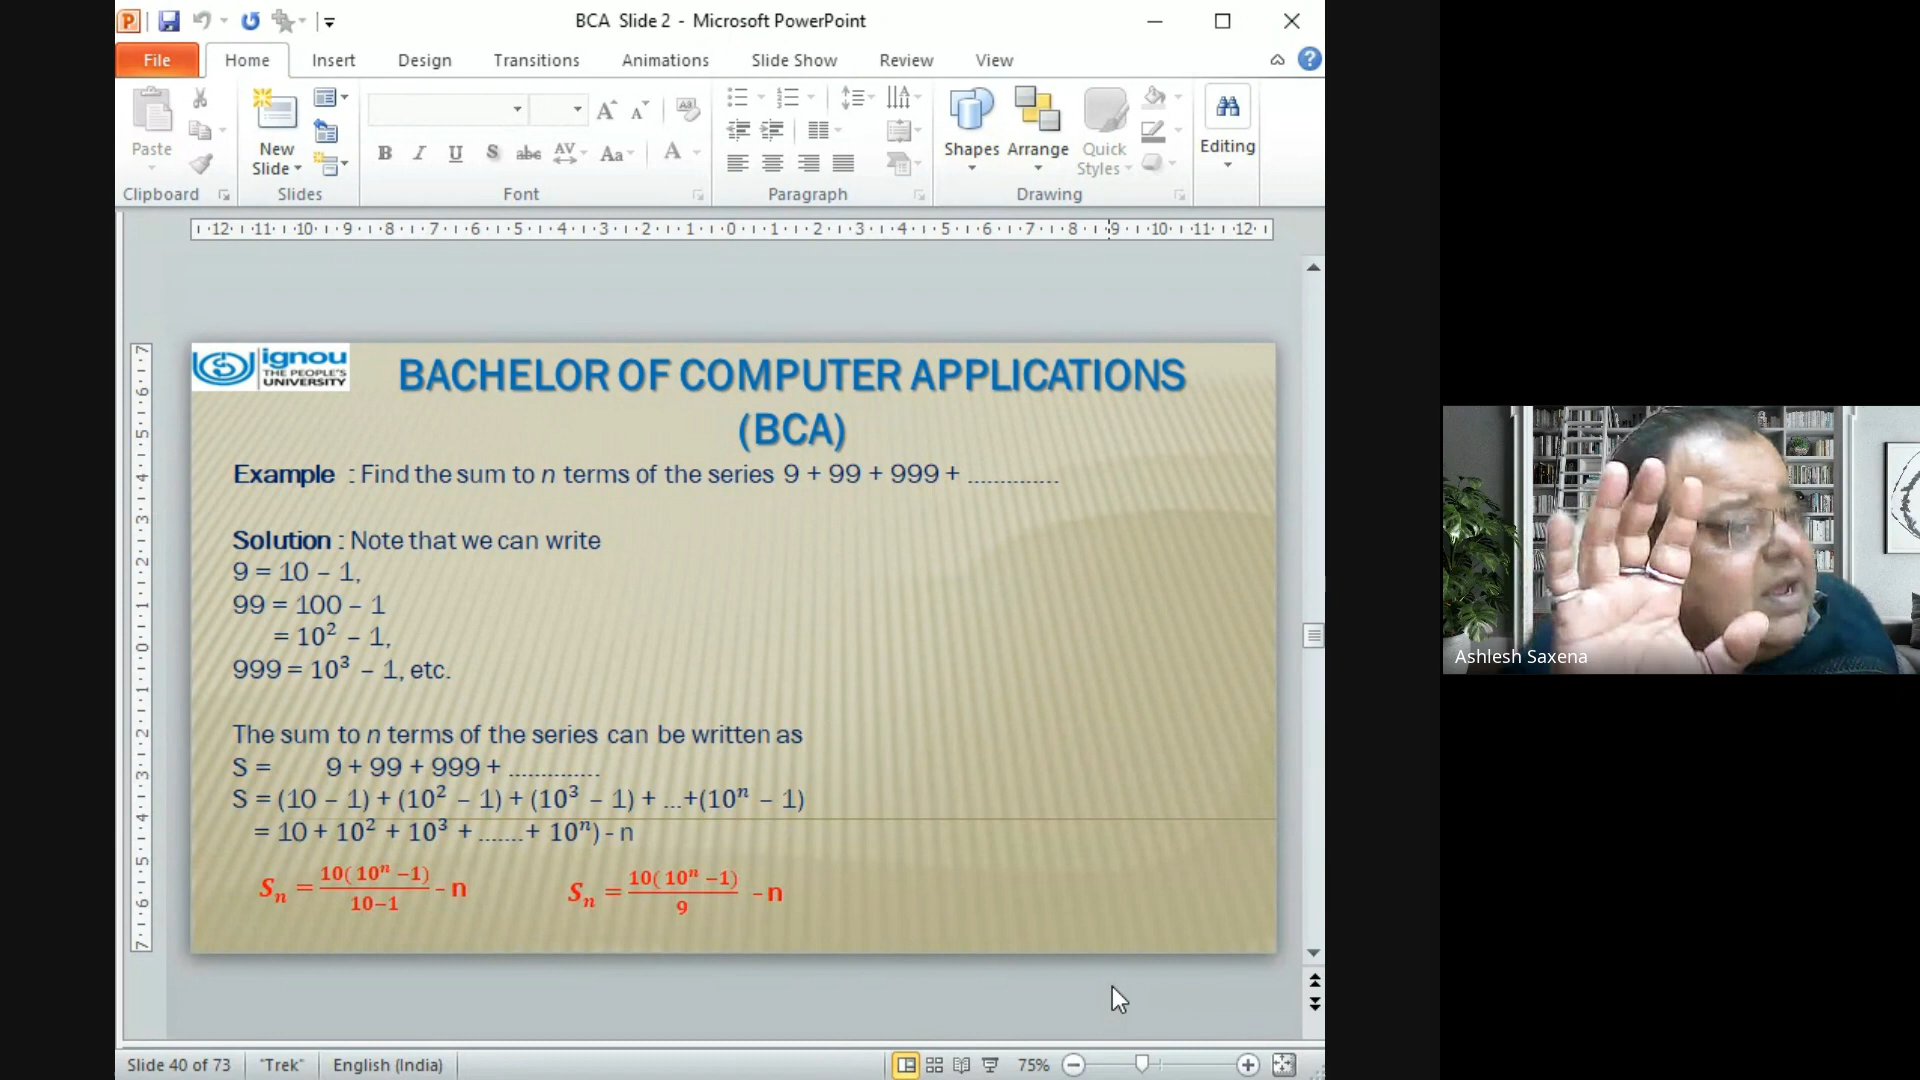 BCA Slide 2 - Microsoft PowerPoint
File Home Insert Design Transitions Animations Slide Show Review View
Paste
New Slide
Shapes Arrange Quick Styles
Editing
Clipboard Slides Font Paragraph Drawing
ignou
THE PEOPLE'S
UNIVERSITY
BACHELOR OF COMPUTER APPLICATIONS
(BCA)
Example : Find the sum to n terms of the series 9 + 99 + 999 + ..............
Solution : Note that we can write
9 = 10 – 1,
99 = 100 – 1
= 10² – 1,
999 = 10³ – 1, etc.
The sum to n terms of the series can be written as
S = 9 + 99 + 999 + ..............
S = (10 – 1) + (10² – 1) + (10³ – 1) + ...+(10ⁿ – 1)
= 10 + 10² + 10³ + .......+ 10ⁿ) - n
Sₙ = 10( 10ⁿ −1) / 10−1 - n Sₙ = 10( 10ⁿ −1) / 9 - n
Ashlesh Saxena
Slide 40 of 73 "Trek" English (India) 75%